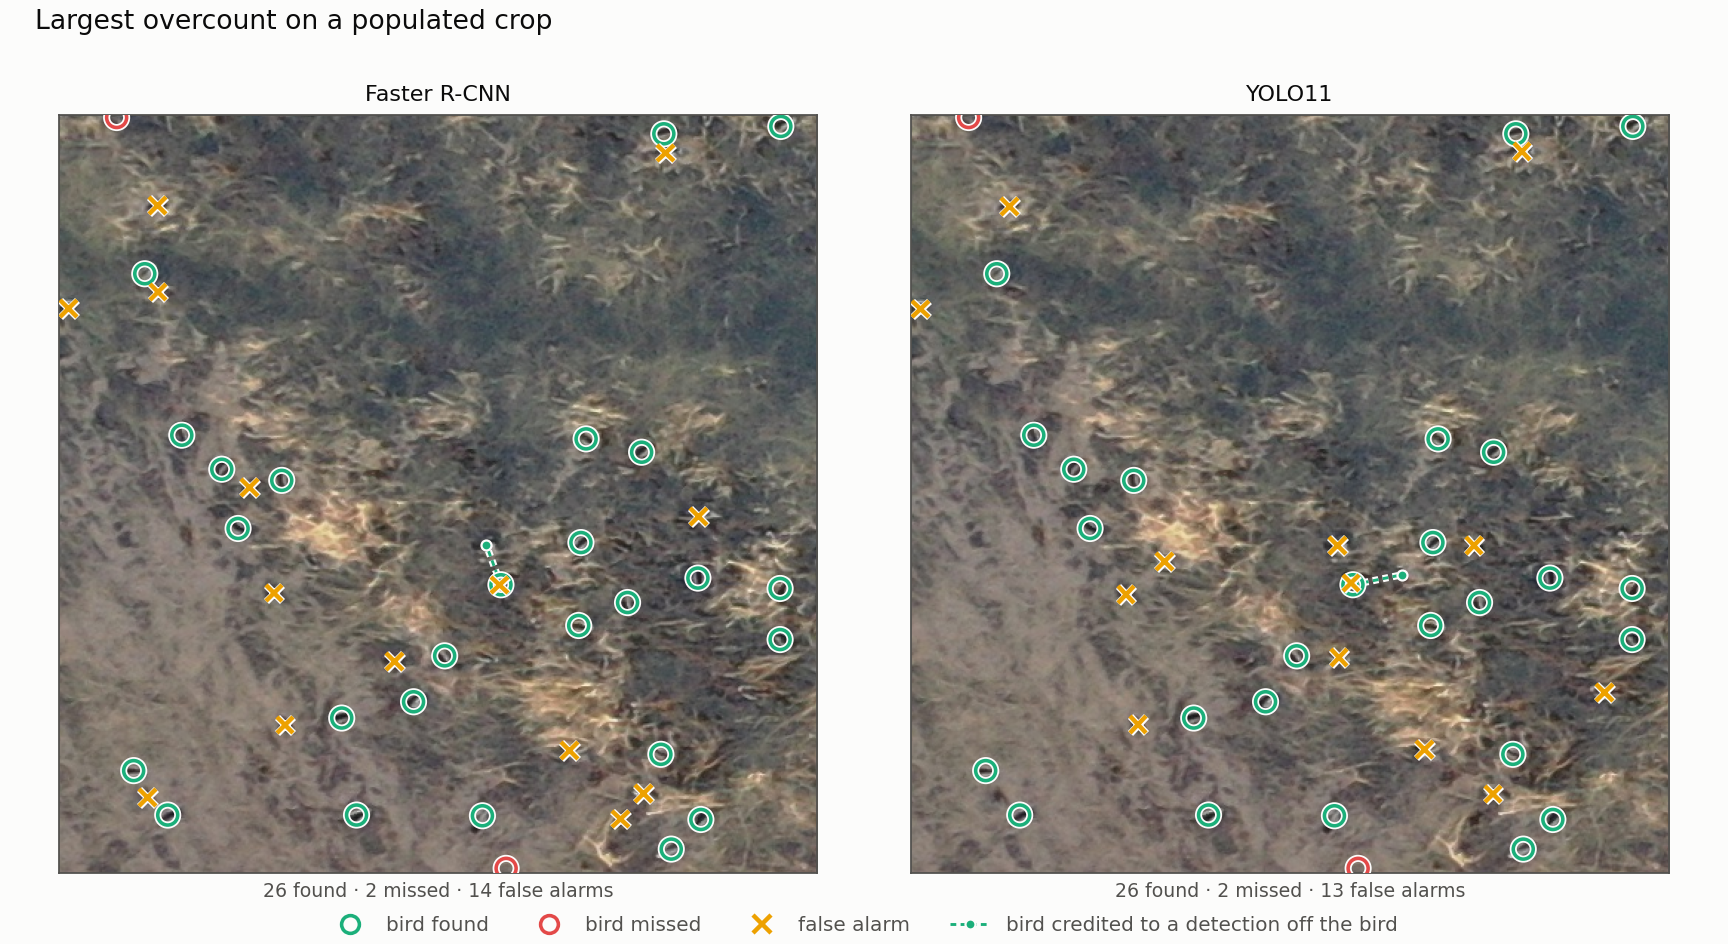 Largest overcount on a populated crop
Faster R-CNN
YOLO11
26 found · 2 missed · 14 false alarms
26 found · 2 missed · 13 false alarms
bird found
bird missed
false alarm
bird credited to a detection off the bird